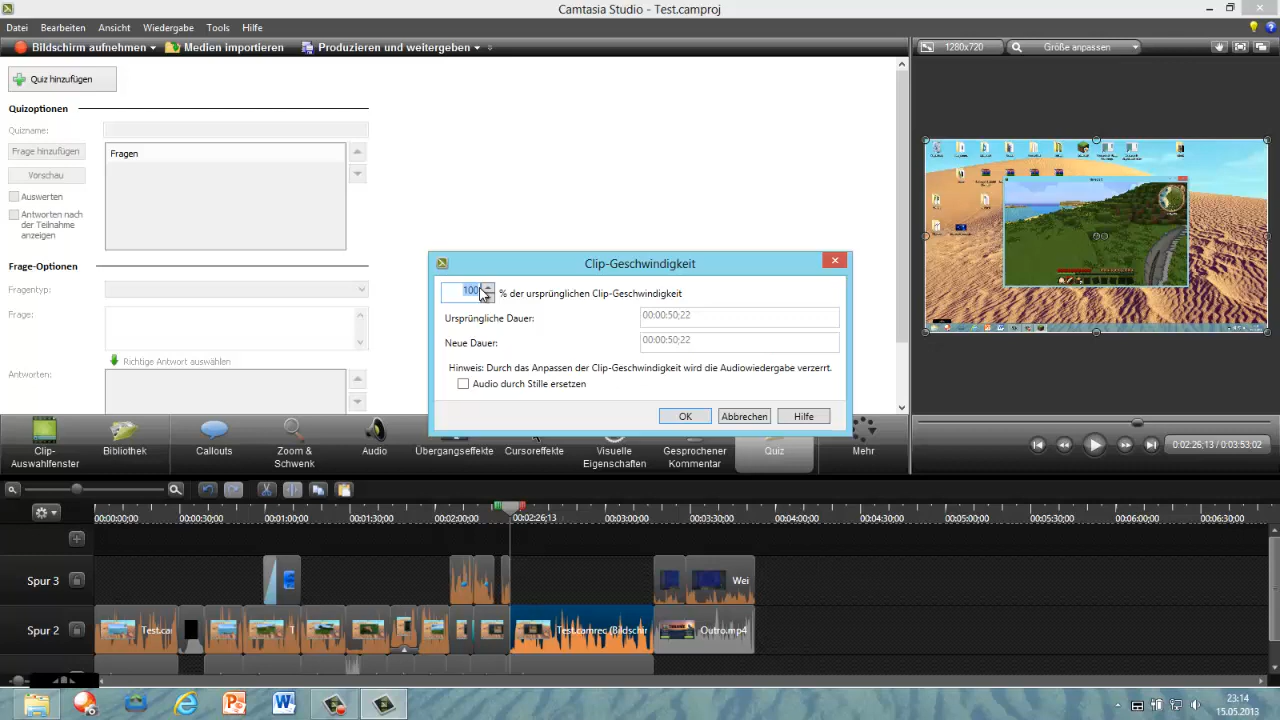 Camtasia Studio - Test.camproj
Datei Bearbeiten Ansicht Wiedergabe Tools Hilfe
Bildschirm aufnehmen Medien importieren Produzieren und weitergeben
1280x720 Größe anpassen
Quiz hinzufügen
Quizoptionen
Quizname:
Frage hinzufügen
Fragen
Vorschau
Auswerten
Antworten nach
der Teilnahme
anzeigen
Frage-Optionen
Fragentyp:
Frage:
Richtige Antwort auswählen
Antworten:
Clip-Geschwindigkeit
100 % der ursprünglichen Clip-Geschwindigkeit
Ursprüngliche Dauer: 00:00:50;22
Neue Dauer: 00:00:50;22
Hinweis: Durch das Anpassen der Clip-Geschwindigkeit wird die Audiowiedergabe verzerrt.
Audio durch Stille ersetzen
OK Abbrechen Hilfe
Clip-
Auswahlfenster
Bibliothek
Callouts
Zoom &
Schwenk
Audio
Übergangseffekte
Cursoreffekte
Visuelle
Eigenschaften
Gesprochener
Kommentar
Quiz
Mehr
0:02:26;13 / 0:03:53;02
00:00:00;00 00:00:30;00 00:01:00;00 00:01:30;00 00:02:00;00 00:02:26;13 00:03:00;00 00:03:30;00 00:04:00;00 00:04:30;00 00:05:00;00 00:05:30;00 00:06:00;00 00:06:30;00
Spur 3
Wei
Spur 2
Test.car
T
Test.camrec (Bildschir
Outro.mp4
23:14
15.05.2013